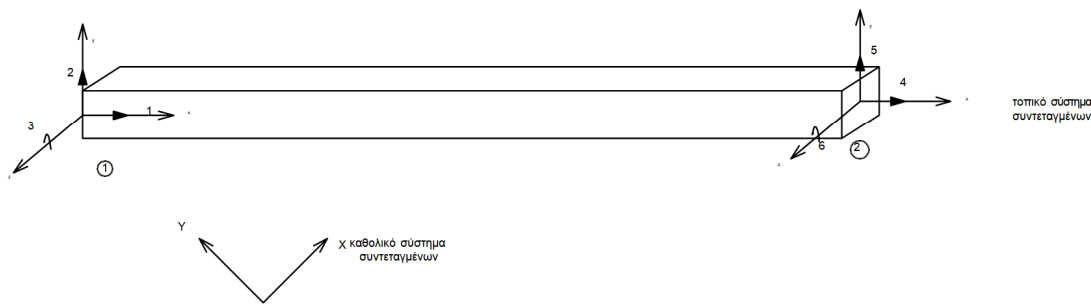 y
y
2
5
4
1
x
x
τοπικό σύστημα
συντεταγμένων
3
6
z
z
1
2
Y
X καθολικό σύστημα
συντεταγμένων